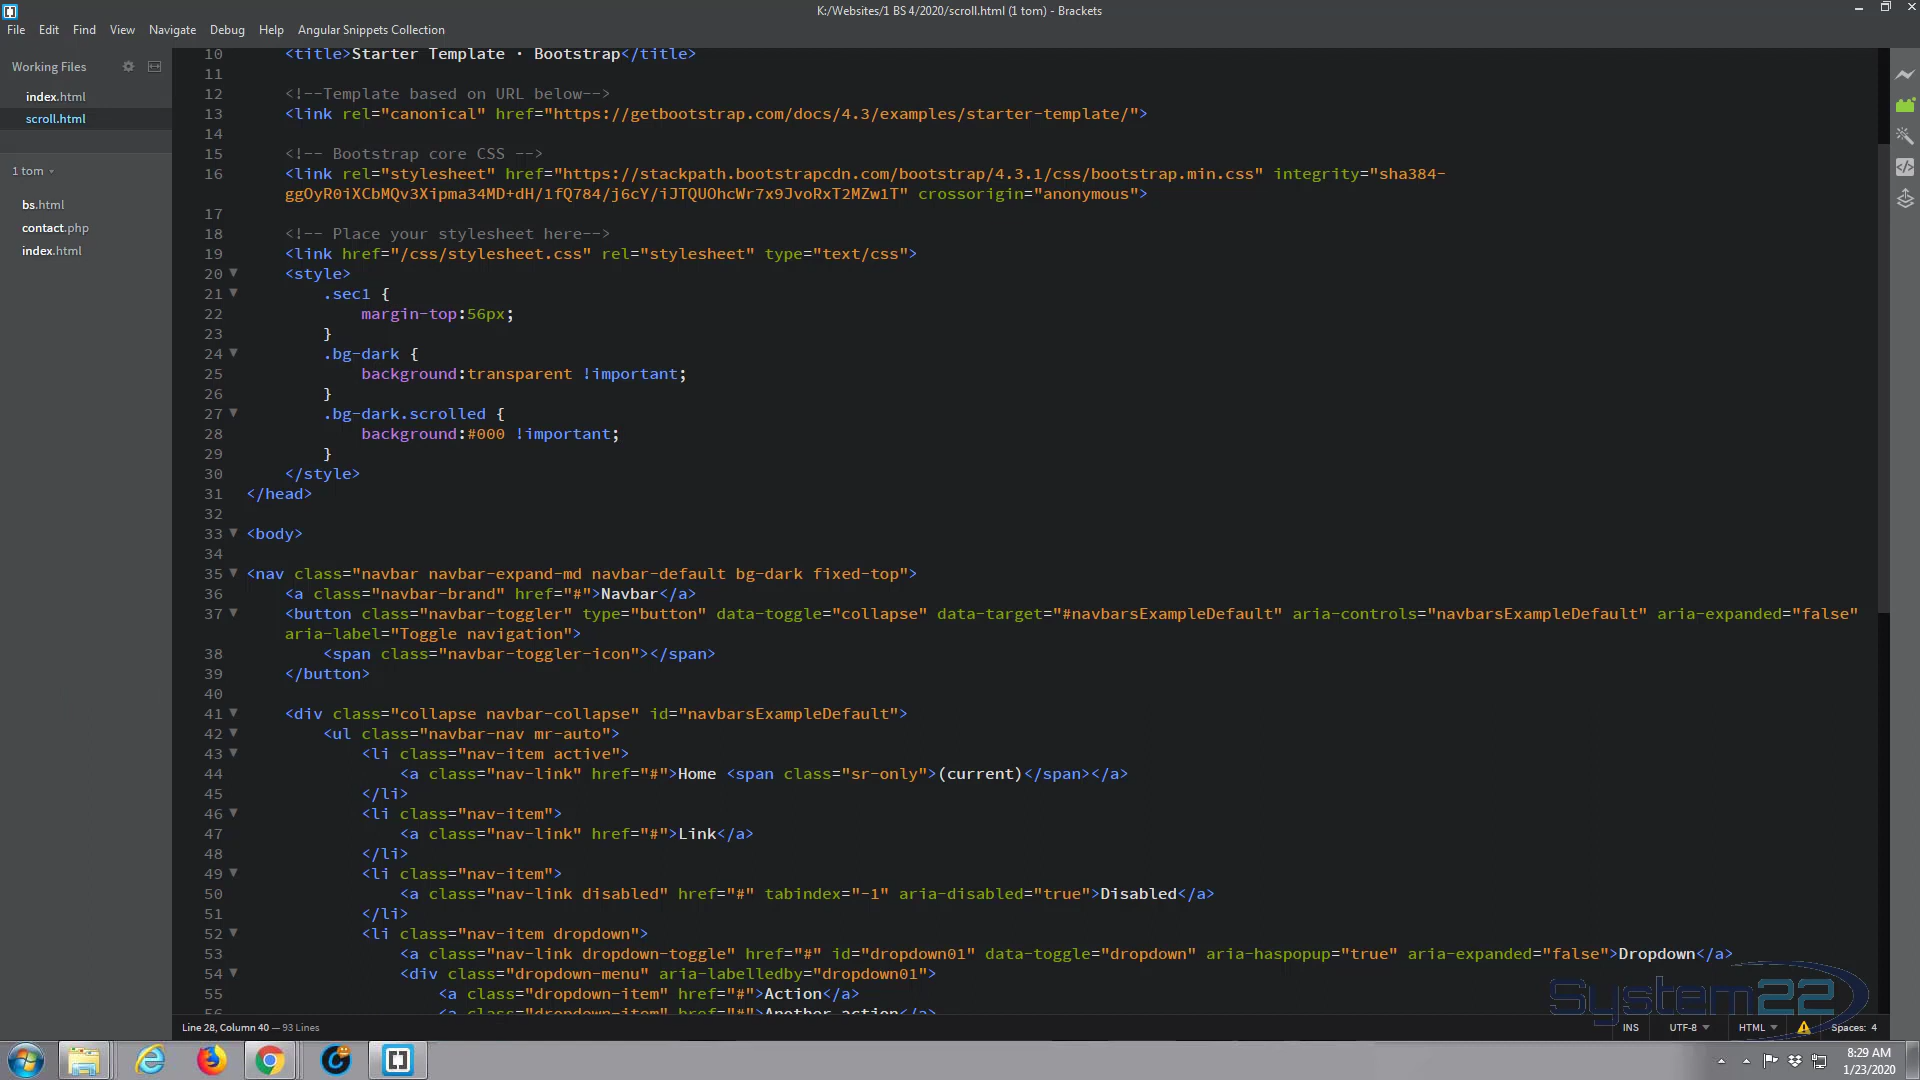 K:/Websites/1 BS 4/2020/scroll.html (1 tom) - Brackets
File Edit Find View Navigate Debug Help Angular Snippets Collection
Working Files
index.html
scroll.html
1 tom
bs.html
contact.php
index.html
10 <title>Starter Template · Bootstrap</title>
11
12 <!--Template based on URL below-->
13 <link rel="canonical" href="https://getbootstrap.com/docs/4.3/examples/starter-template/">
14
15 <!-- Bootstrap core CSS -->
16 <link rel="stylesheet" href="https://stackpath.bootstrapcdn.com/bootstrap/4.3.1/css/bootstrap.min.css" integrity="sha384-
ggOyR0iXCbMQv3Xipma34MD+dH/1fQ784/j6cY/iJTQUOhcWr7x9JvoRxT2MZw1T" crossorigin="anonymous">
17
18 <!-- Place your stylesheet here-->
19 <link href="/css/stylesheet.css" rel="stylesheet" type="text/css">
20 <style>
21 .sec1 {
22 margin-top:56px;
23 }
24 .bg-dark {
25 background:transparent !important;
26 }
27 .bg-dark.scrolled {
28 background:#000 !important;
29 }
30 </style>
31 </head>
32
33 <body>
34
35 <nav class="navbar navbar-expand-md navbar-default bg-dark fixed-top">
36 <a class="navbar-brand" href="#">Navbar</a>
37 <button class="navbar-toggler" type="button" data-toggle="collapse" data-target="#navbarsExampleDefault" aria-controls="navbarsExampleDefault" aria-expanded="false"
aria-label="Toggle navigation">
38 <span class="navbar-toggler-icon"></span>
39 </button>
40
41 <div class="collapse navbar-collapse" id="navbarsExampleDefault">
42 <ul class="navbar-nav mr-auto">
43 <li class="nav-item active">
44 <a class="nav-link" href="#">Home <span class="sr-only">(current)</span></a>
45 </li>
46 <li class="nav-item">
47 <a class="nav-link" href="#">Link</a>
48 </li>
49 <li class="nav-item">
50 <a class="nav-link disabled" href="#" tabindex="-1" aria-disabled="true">Disabled</a>
51 </li>
52 <li class="nav-item dropdown">
53 <a class="nav-link dropdown-toggle" href="#" id="dropdown01" data-toggle="dropdown" aria-haspopup="true" aria-expanded="false">Dropdown</a>
54 <div class="dropdown-menu" aria-labelledby="dropdown01">
55 <a class="dropdown-item" href="#">Action</a>
56 <a class="dropdown-item" href="#">Another action</a>
System22
Line 28, Column 40 — 93 Lines
INS UTF-8 HTML Spaces: 4
8:29 AM
1/23/2020